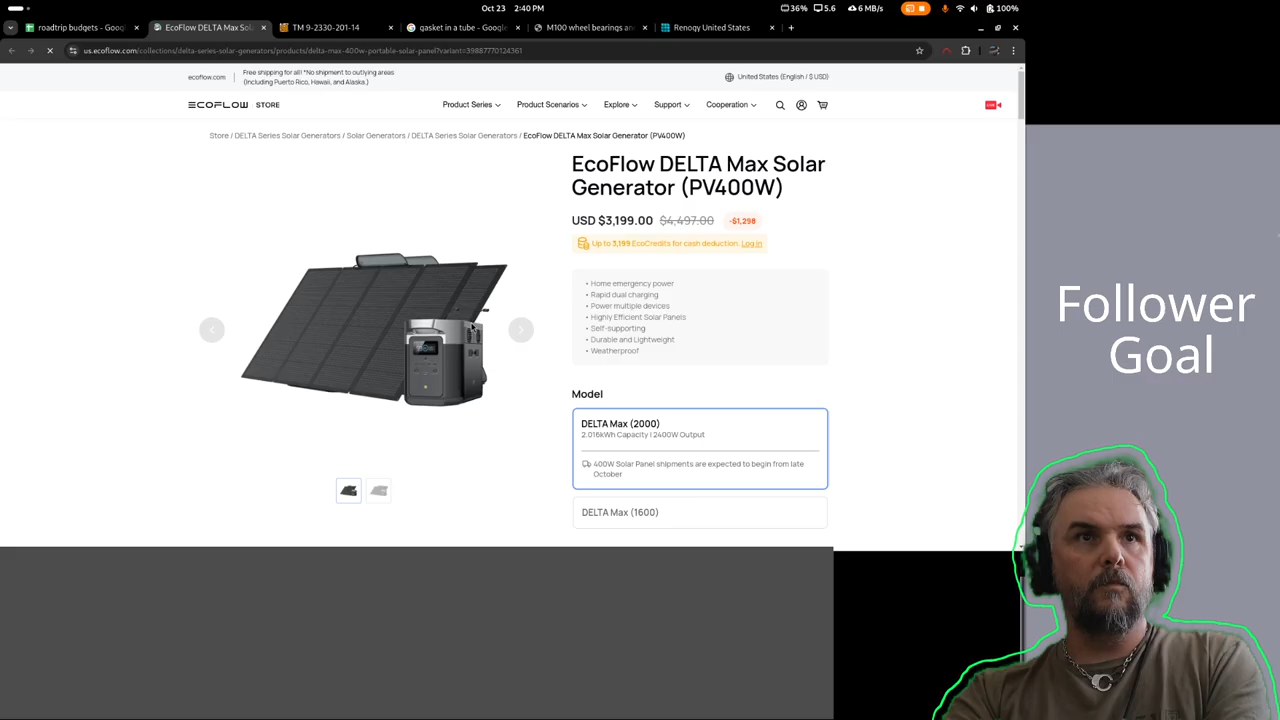 Oct 23 2:40 PM
36% 5.6 6 MB/s 100%
roadtrip budgets - Googl
EcoFlow DELTA Max Sol
TM 9-2330-201-14
gasket in a tube - Google
M100 wheel bearings an
Renogy United States
us.ecoflow.com/collections/delta-series-solar-generators/products/delta-max-400w-portable-solar-panel?variant=39887770124361
ecoflow.com
Free shipping for all! *No shipment to outlying areas
(Including Puerto Rico, Hawaii, and Alaska.)
United States (English / $ USD)
ECOFLOW STORE
Product Series
Product Scenarios
Explore
Support
Cooperation
Store / DELTA Series Solar Generators / Solar Generators / DELTA Series Solar Generators / EcoFlow DELTA Max Solar Generator (PV400W)
EcoFlow DELTA Max Solar
Generator (PV400W)
USD $3,199.00 $4,497.00 -$1,298
Up to 3,199 EcoCredits for cash deduction. Log in
• Home emergency power
• Rapid dual charging
• Power multiple devices
• Highly Efficient Solar Panels
• Self-supporting
• Durable and Lightweight
• Weatherproof
Model
DELTA Max (2000)
2,016kWh Capacity | 2400W Output
400W Solar Panel shipments are expected to begin from late
October
DELTA Max (1600)
Follower
Goal